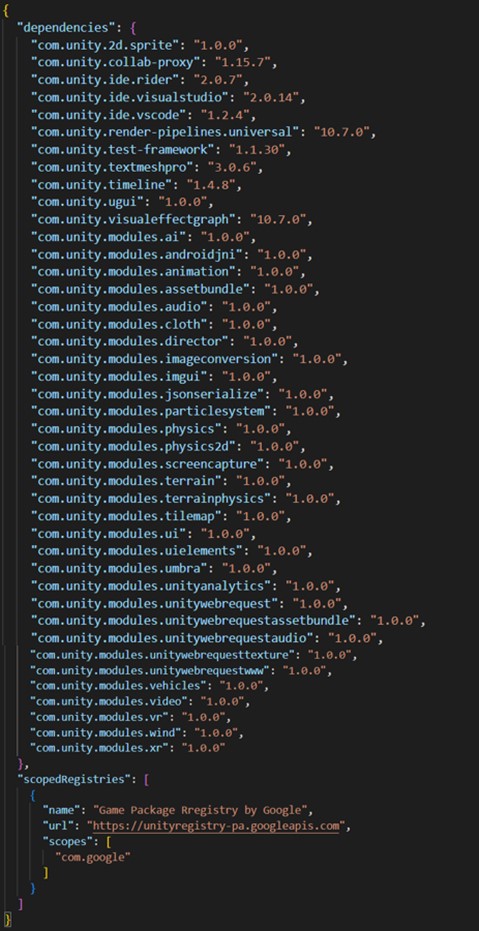 {
"dependencies": {
"com.unity.2d.sprite": "1.0.0",
"com.unity.collab-proxy": "1.15.7",
"com.unity.ide.rider": "2.0.7",
"com.unity.ide.visualstudio": "2.0.14",
"com.unity.ide.vscode": "1.2.4",
"com.unity.render-pipelines.universal": "10.7.0",
"com.unity.test-framework": "1.1.30",
"com.unity.textmeshpro": "3.0.6",
"com.unity.timeline": "1.4.8",
"com.unity.ugui": "1.0.0",
"com.unity.visualeffectgraph": "10.7.0",
"com.unity.modules.ai": "1.0.0",
"com.unity.modules.androidjni": "1.0.0",
"com.unity.modules.animation": "1.0.0",
"com.unity.modules.assetbundle": "1.0.0",
"com.unity.modules.audio": "1.0.0",
"com.unity.modules.cloth": "1.0.0",
"com.unity.modules.director": "1.0.0",
"com.unity.modules.imageconversion": "1.0.0",
"com.unity.modules.imgui": "1.0.0",
"com.unity.modules.jsonserialize": "1.0.0",
"com.unity.modules.particlesystem": "1.0.0",
"com.unity.modules.physics": "1.0.0",
"com.unity.modules.physics2d": "1.0.0",
"com.unity.modules.screencapture": "1.0.0",
"com.unity.modules.terrain": "1.0.0",
"com.unity.modules.terrainphysics": "1.0.0",
"com.unity.modules.tilemap": "1.0.0",
"com.unity.modules.ui": "1.0.0",
"com.unity.modules.uielements": "1.0.0",
"com.unity.modules.umbra": "1.0.0",
"com.unity.modules.unityanalytics": "1.0.0",
"com.unity.modules.unitywebrequest": "1.0.0",
"com.unity.modules.unitywebrequestassetbundle": "1.0.0",
"com.unity.modules.unitywebrequestaudio": "1.0.0",
"com.unity.modules.unitywebrequesttexture": "1.0.0",
"com.unity.modules.unitywebrequestwww": "1.0.0",
"com.unity.modules.vehicles": "1.0.0",
"com.unity.modules.video": "1.0.0",
"com.unity.modules.vr": "1.0.0",
"com.unity.modules.wind": "1.0.0",
"com.unity.modules.xr": "1.0.0"
},
"scopedRegistries": [
{
"name": "Game Package Rregistry by Google",
"url": "https://unityregistry-pa.googleapis.com",
"scopes": [
"com.google"
]
}
]
}